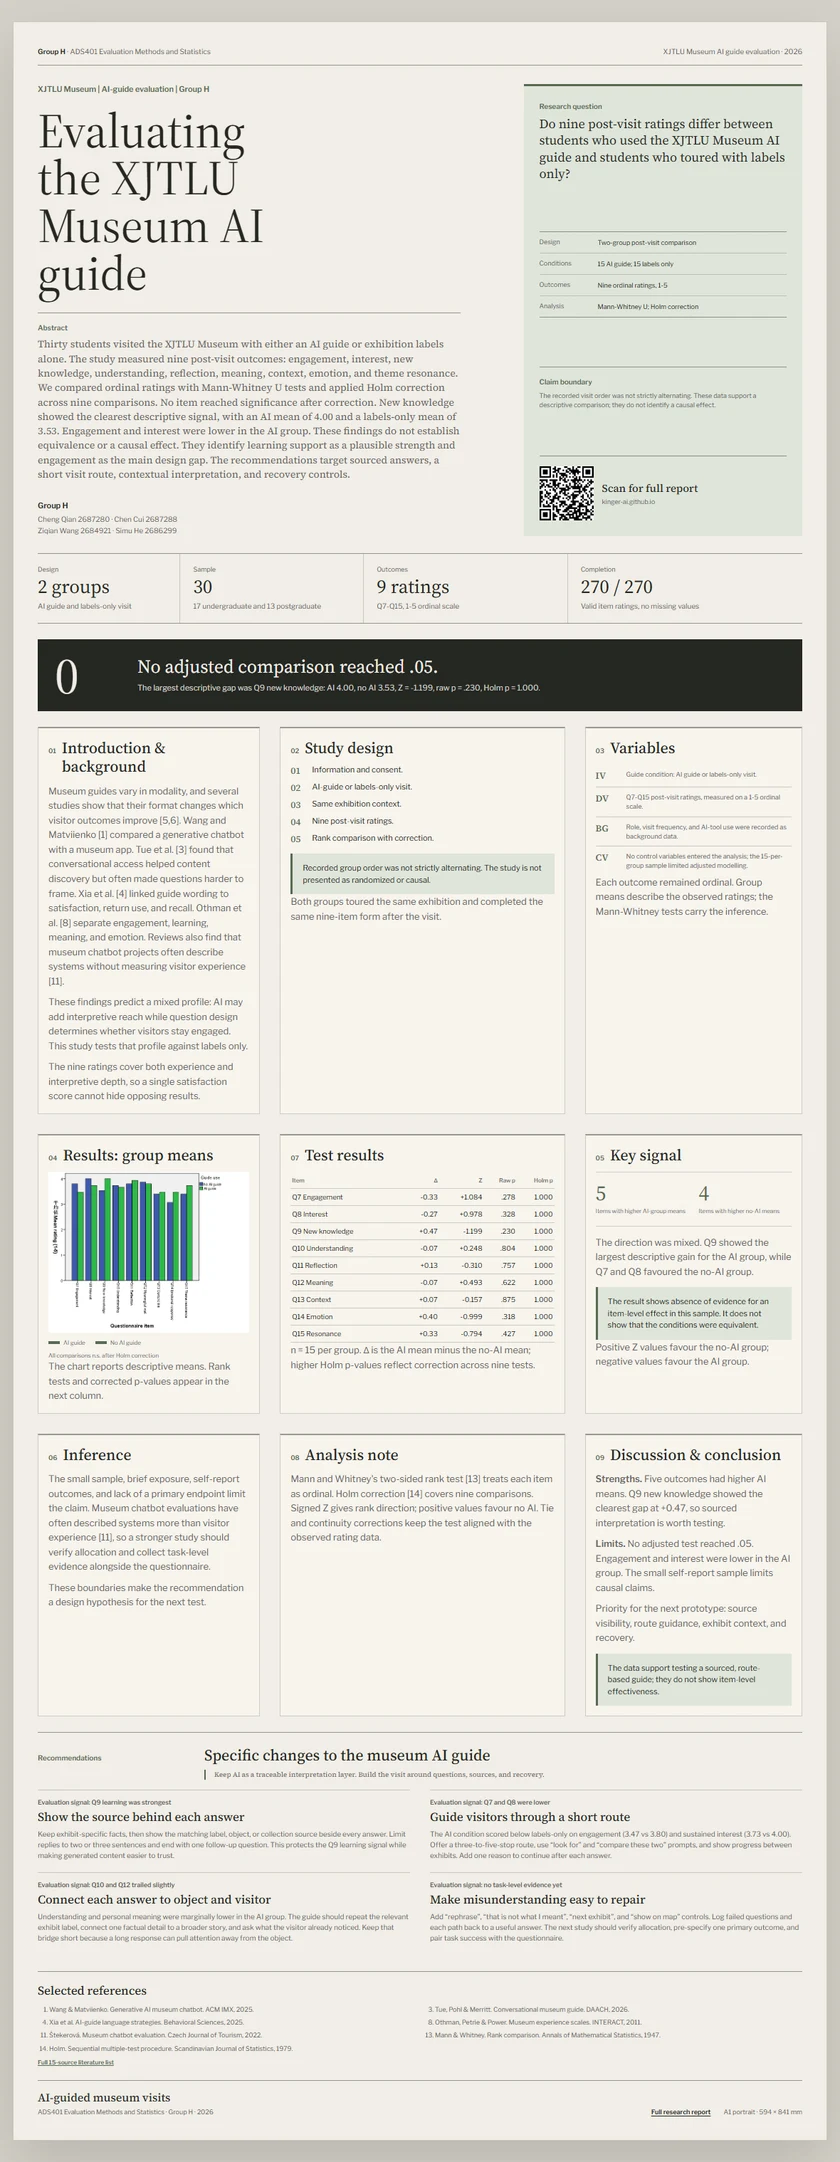 Group H · ADS401 Evaluation Methods and Statistics
XJTLU Museum AI guide evaluation · 2026
XJTLU Museum | AI-guide evaluation | Group H
Evaluating
the XJTLU
Museum AI
guide
Abstract
Thirty students visited the XJTLU Museum with either an AI guide or exhibition labels
alone. The study measured nine post-visit outcomes: engagement, interest, new
knowledge, understanding, reflection, meaning, context, emotion, and theme resonance.
We compared ordinal ratings with Mann-Whitney U tests and applied Holm correction
across nine comparisons. No item reached significance after correction. New knowledge
showed the clearest descriptive signal, with an AI mean of 4.00 and a labels-only mean of
3.53. Engagement and interest were lower in the AI group. These findings do not establish
equivalence or a causal effect. They identify learning support as a plausible strength and
engagement as the main design gap. The recommendations target sourced answers, a
short visit route, contextual interpretation, and recovery controls.
Group H
Cheng Qian 2687280 · Chen Cui 2687288
Ziqian Wang 2684921 · Simu He 2686299
Research question
Do nine post-visit ratings differ between
students who used the XJTLU Museum AI
guide and students who toured with labels
only?
Design Two-group post-visit comparison
Conditions 15 AI guide; 15 labels only
Outcomes Nine ordinal ratings, 1-5
Analysis Mann-Whitney U; Holm correction
Claim boundary
The recorded visit order was not strictly alternating. These data support a
descriptive comparison; they do not identify a causal effect.
Scan for full report
kinger-ai.github.io
Design
2 groups
AI guide and labels-only visit
Sample
30
17 undergraduate and 13 postgraduate
Outcomes
9 ratings
Q7-Q15, 1-5 ordinal scale
Completion
270 / 270
Valid item ratings, no missing values
0
No adjusted comparison reached .05.
The largest descriptive gap was Q9 new knowledge: AI 4.00, no AI 3.53, Z = -1.199, raw p = .230, Holm p = 1.000.
01 Introduction &
background
Museum guides vary in modality, and several
studies show that their format changes which
visitor outcomes improve [5,6]. Wang and
Matviienko [1] compared a generative chatbot
with a museum app. Tue et al. [3] found that
conversational access helped content
discovery but often made questions harder to
frame. Xia et al. [4] linked guide wording to
satisfaction, return use, and recall. Othman et
al. [8] separate engagement, learning,
meaning, and emotion. Reviews also find that
museum chatbot projects often describe
systems without measuring visitor experience
[11].
These findings predict a mixed profile: AI may
add interpretive reach while question design
determines whether visitors stay engaged.
This study tests that profile against labels only.
The nine ratings cover both experience and
interpretive depth, so a single satisfaction
score cannot hide opposing results.
02 Study design
01 Information and consent.
02 AI-guide or labels-only visit.
03 Same exhibition context.
04 Nine post-visit ratings.
05 Rank comparison with correction.
Recorded group order was not strictly alternating. The study is not
presented as randomized or causal.
Both groups toured the same exhibition and completed the
same nine-item form after the visit.
03 Variables
IV Guide condition: AI guide or labels-only visit.
DV Q7-Q15 post-visit ratings, measured on a 1-5 ordinal
scale.
BG Role, visit frequency, and AI-tool use were recorded as
background data.
CV No control variables entered the analysis; the 15-per-
group sample limited adjusted modelling.
Each outcome remained ordinal. Group
means describe the observed ratings; the
Mann-Whitney tests carry the inference.
04 Results: group means
Guide use
Questionnaire item
AI guide No AI guide
All comparisons n.s. after Holm correction
The chart reports descriptive means. Rank
tests and corrected p-values appear in the
next column.
07 Test results
Item Δ Z Raw p Holm p
Q7 Engagement -0.33 +1.084 .278 1.000
Q8 Interest -0.27 +0.978 .328 1.000
Q9 New knowledge +0.47 -1.199 .230 1.000
Q10 Understanding -0.07 +0.248 .804 1.000
Q11 Reflection +0.13 -0.310 .757 1.000
Q12 Meaning -0.07 +0.493 .622 1.000
Q13 Context +0.07 -0.157 .875 1.000
Q14 Emotion +0.40 -0.999 .318 1.000
Q15 Resonance +0.33 -0.794 .427 1.000
n = 15 per group. Δ is the AI mean minus the no-AI mean;
higher Holm p-values reflect correction across nine tests.
05 Key signal
5
Items with higher AI-group means
4
Items with higher no-AI means
The direction was mixed. Q9 showed the
largest descriptive gain for the AI group, while
Q7 and Q8 favoured the no-AI group.
The result shows absence of evidence for an
item-level effect in this sample. It does not
show that the conditions were equivalent.
Positive Z values favour the no-AI group;
negative values favour the AI group.
06 Inference
The small sample, brief exposure, self-report
outcomes, and lack of a primary endpoint limit
the claim. Museum chatbot evaluations have
often described systems more than visitor
experience [11], so a stronger study should
verify allocation and collect task-level
evidence alongside the questionnaire.
These boundaries make the recommendation
a design hypothesis for the next test.
08 Analysis note
Mann and Whitney's two-sided rank test [13] treats each item
as ordinal. Holm correction [14] covers nine comparisons.
Signed Z gives rank direction; positive values favour no AI. Tie
and continuity corrections keep the test aligned with the
observed rating data.
09 Discussion & conclusion
Strengths. Five outcomes had higher AI
means. Q9 new knowledge showed the
clearest gap at +0.47, so sourced
interpretation is worth testing.
Limits. No adjusted test reached .05.
Engagement and interest were lower in the AI
group. The small self-report sample limits
causal claims.
Priority for the next prototype: source
visibility, route guidance, exhibit context, and
recovery.
The data support testing a sourced, route-
based guide; they do not show item-level
effectiveness.
Recommendations
Specific changes to the museum AI guide
Keep AI as a traceable interpretation layer. Build the visit around questions, sources, and recovery.
Evaluation signal: Q9 learning was strongest
Show the source behind each answer
Keep exhibit-specific facts, then show the matching label, object, or collection source beside every answer. Limit
replies to two or three sentences and end with one follow-up question. This protects the Q9 learning signal while
making generated content easier to trust.
Evaluation signal: Q7 and Q8 were lower
Guide visitors through a short route
The AI condition scored below labels-only on engagement (3.47 vs 3.80) and sustained interest (3.73 vs 4.00).
Offer a three-to-five-stop route, use "look for" and "compare these two" prompts, and show progress between
exhibits. Add one reason to continue after each answer.
Evaluation signal: Q10 and Q12 trailed slightly
Connect each answer to object and visitor
Understanding and personal meaning were marginally lower in the AI group. The guide should repeat the relevant
exhibit label, connect one factual detail to a broader story, and ask what the visitor already noticed. Keep that
bridge short because a long response can pull attention away from the object.
Evaluation signal: no task-level evidence yet
Make misunderstanding easy to repair
Add "rephrase", "that is not what I meant", "next exhibit", and "show on map" controls. Log failed questions and
each path back to a useful answer. The next study should verify allocation, pre-specify one primary outcome, and
pair task success with the questionnaire.
Selected references
1. Wang & Matviienko. Generative AI museum chatbot. ACM IMX, 2025.
3. Tue, Pohl & Merritt. Conversational museum guide. DAACH, 2026.
4. Xia et al. AI-guide language strategies. Behavioral Sciences, 2025.
8. Othman, Petrie & Power. Museum experience scales. INTERACT, 2011.
11. Štekerová. Museum chatbot evaluation. Czech Journal of Tourism, 2022.
13. Mann & Whitney. Rank comparison. Annals of Mathematical Statistics, 1947.
14. Holm. Sequential multiple-test procedure. Scandinavian Journal of Statistics, 1979.
Full 15-source literature list
AI-guided museum visits
ADS401 Evaluation Methods and Statistics · Group H · 2026
Full research report
A1 portrait · 594 × 841 mm